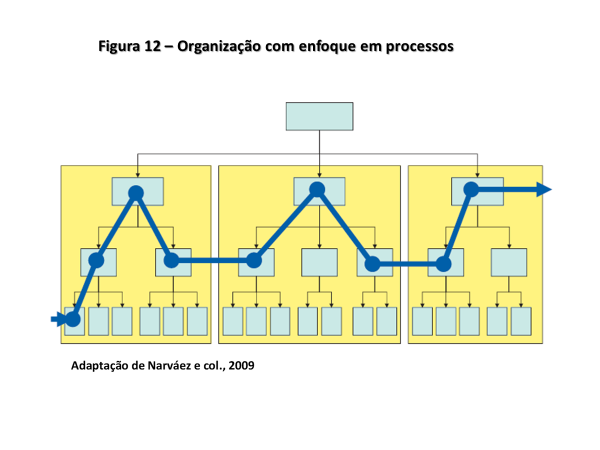 Figura 12 – Organização com enfoque em processos
Adaptação de Narváez e col., 2009